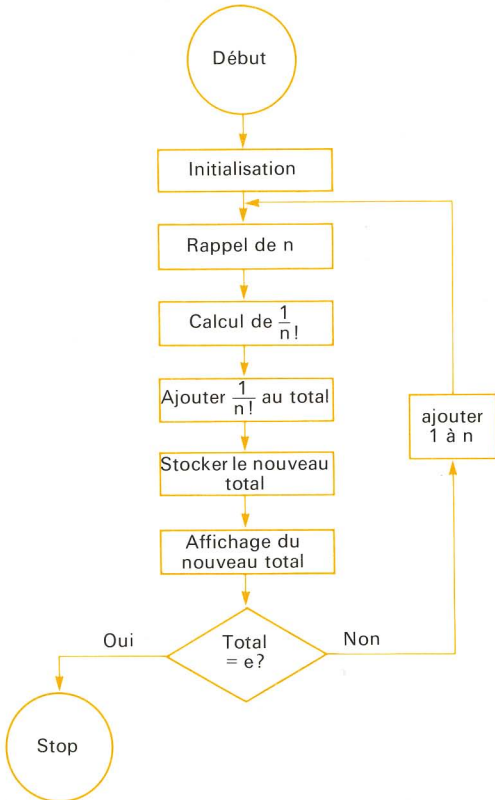 Début
Initialisation
Rappel de n
Calcul de 1/n!
Ajouter 1/n! au total
ajouter
1 à n
Stocker le nouveau
total
Affichage du
nouveau total
Oui
Total
= e?
Non
Stop